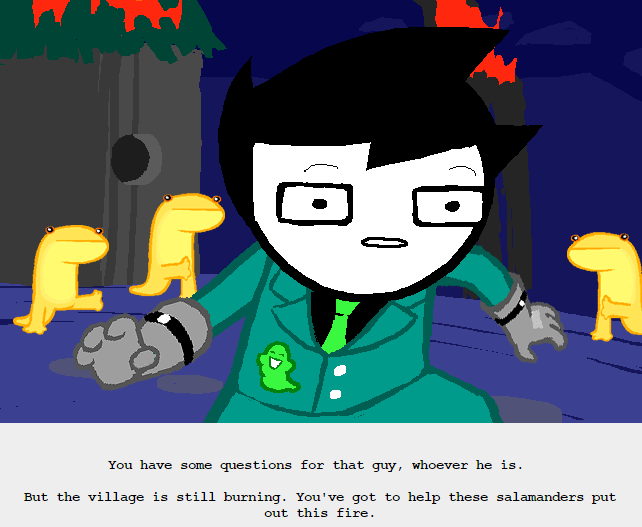 You have some questions for that guy, whoever he is.
But the village is still burning. You've got to help these salamanders put
out this fire.